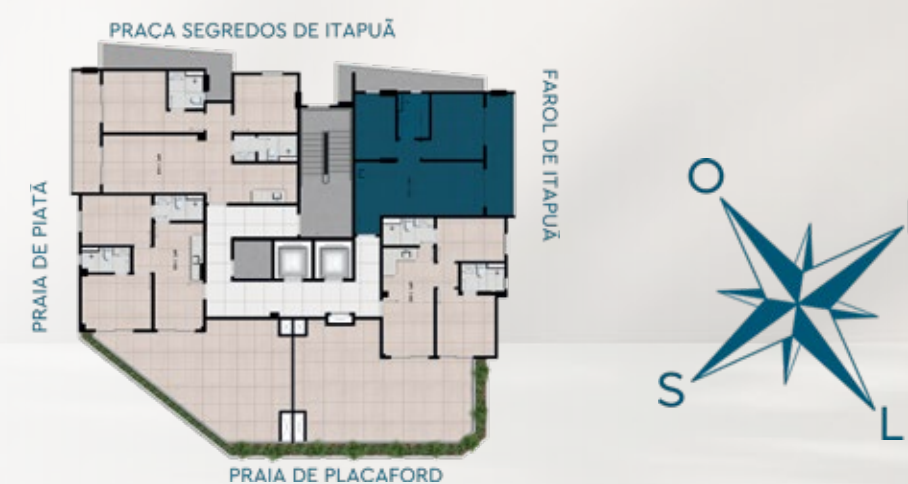 PRAÇA SEGREDOS DE ITAPUÃ
FAROL DE ITAPUÃ
PRAIA DE PIATÃ
PRAIA DE PLACAFORD
O
S
L